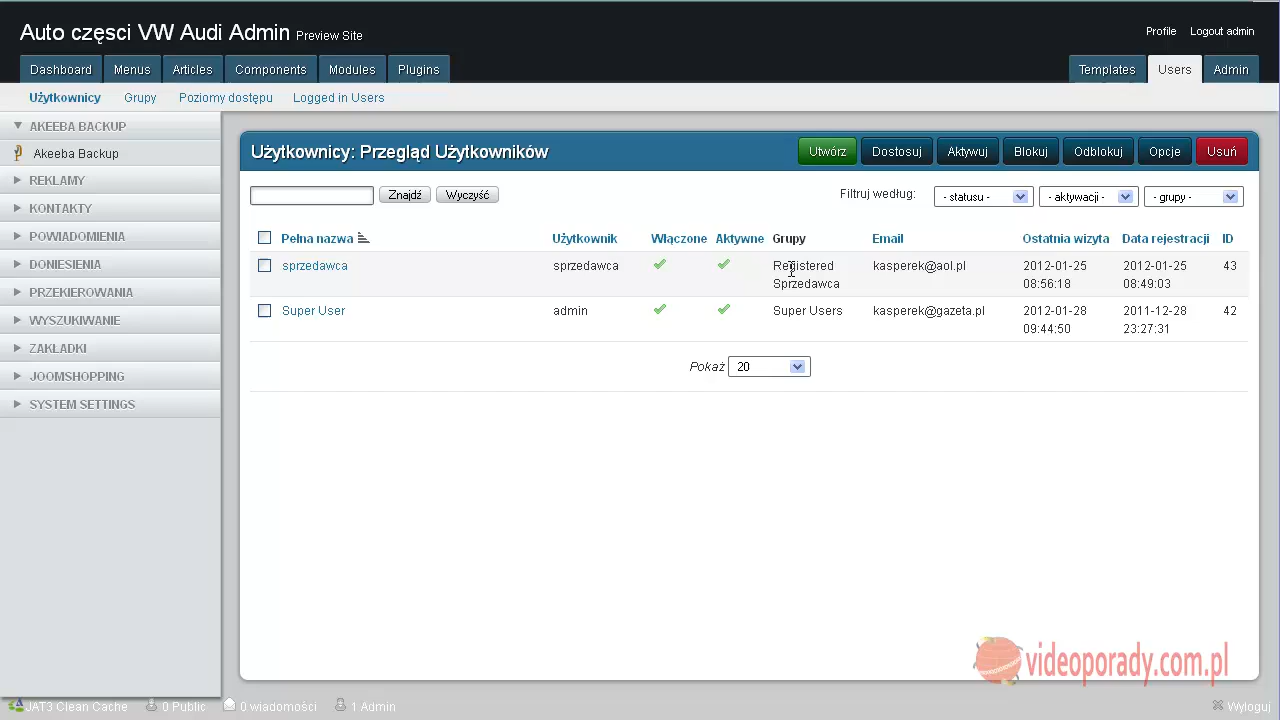 Auto częsci VW Audi Admin Preview Site
Profile Logout admin
Dashboard Menus Articles Components Modules Plugins Templates Users Admin
Użytkownicy Grupy Poziomy dostępu Logged in Users
AKEEBA BACKUP
Akeeba Backup
REKLAMY
KONTAKTY
POWIADOMIENIA
DONIESIENIA
PRZEKIEROWANIA
WYSZUKIWANIE
ZAKŁADKI
JOOMSHOPPING
SYSTEM SETTINGS
Użytkownicy: Przegląd Użytkowników
Utwórz Dostosuj Aktywuj Blokuj Odblokuj Opcje Usuń
Znajdź Wyczyść Filtruj według: - statusu - - aktywacji - - grupy -
Pełna nazwa Użytkownik Włączone Aktywne Grupy Email Ostatnia wizyta Data rejestracji ID
sprzedawca sprzedawca Registered kasperek@aol.pl 2012-01-25 2012-01-25 43
Sprzedawca 08:56:18 08:49:03
Super User admin Super Users kasperek@gazeta.pl 2012-01-28 2011-12-28 42
09:44:50 23:27:31
Pokaż 20
videoporady.com.pl
JAT3 Clean Cache 0 Public 0 wiadomości 1 Admin Wyloguj